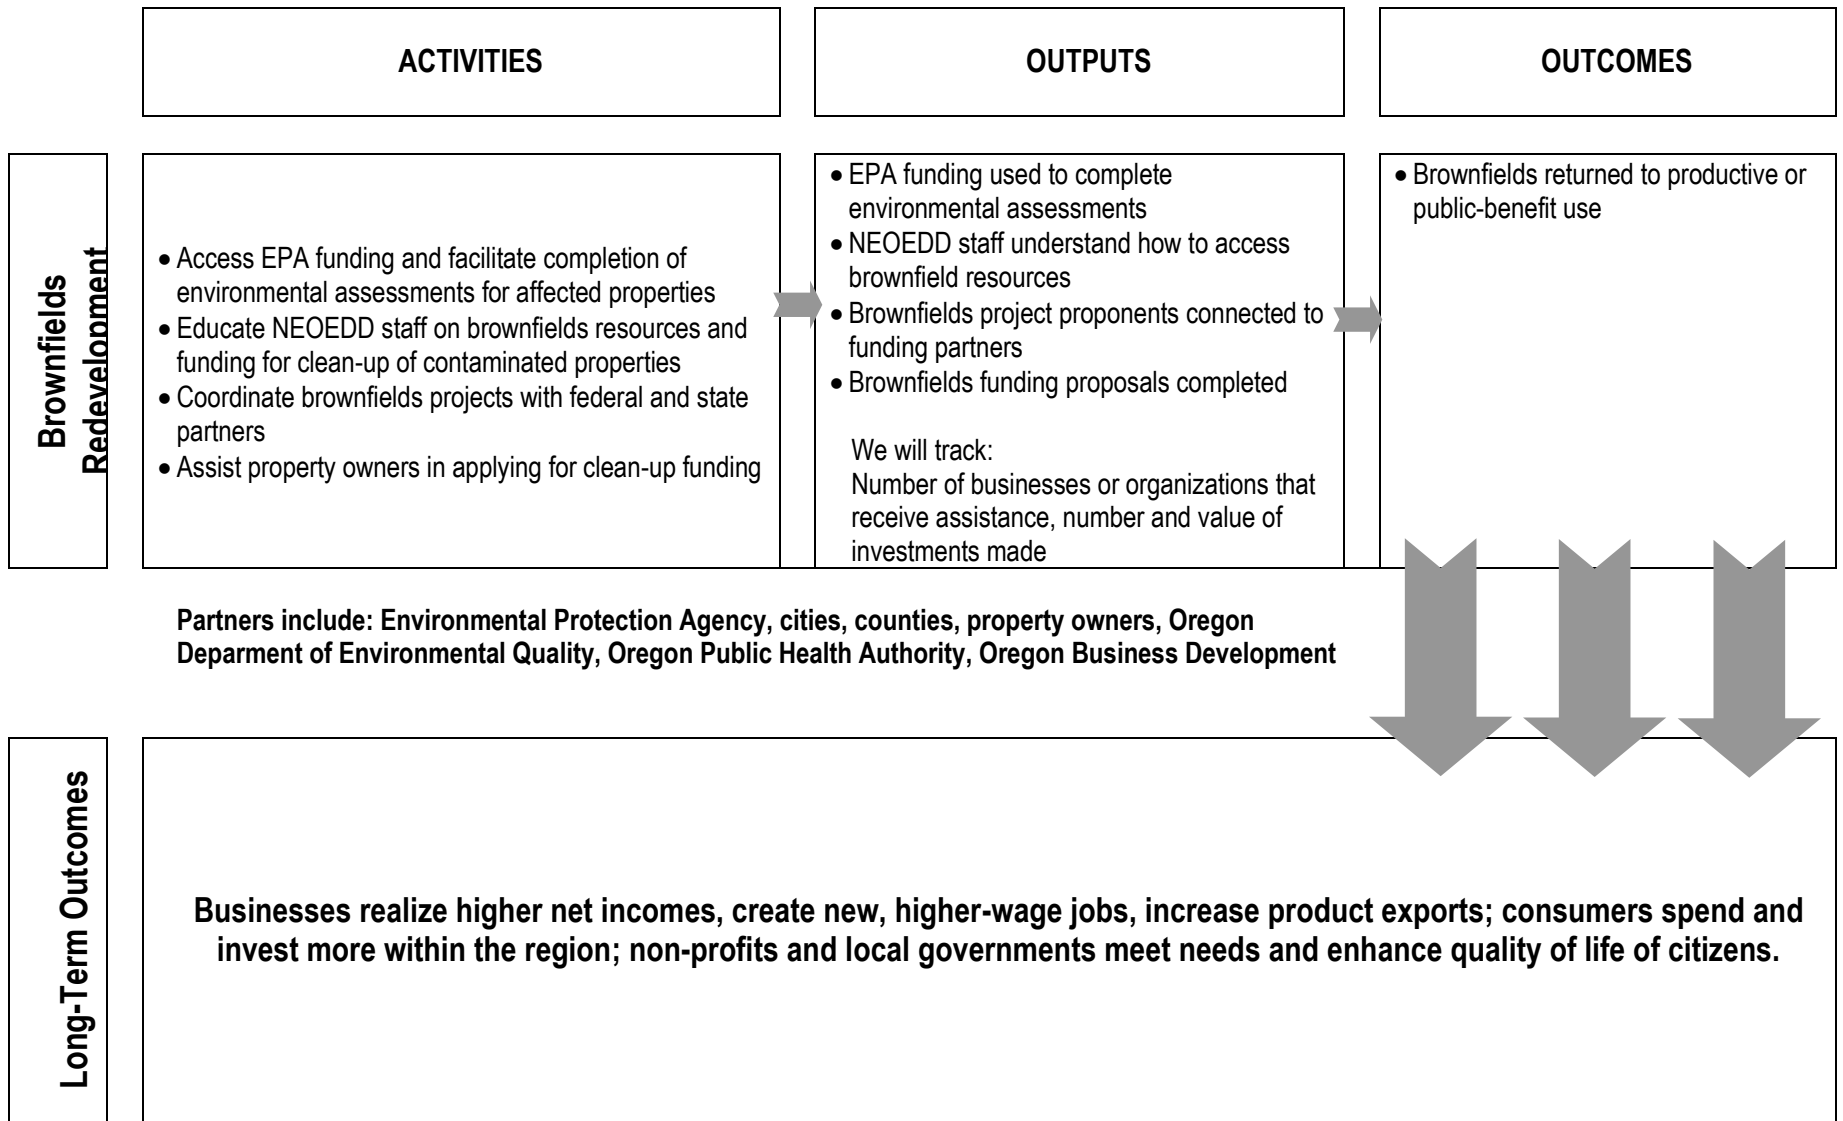 ACTIVITIES
OUTPUTS
OUTCOMES
Brownfields
Redevelopment
• Access EPA funding and facilitate completion of
environmental assessments for affected properties
• Educate NEOEDD staff on brownfields resources and
funding for clean-up of contaminated properties
• Coordinate brownfields projects with federal and state
partners
• Assist property owners in applying for clean-up funding
• EPA funding used to complete
environmental assessments
• NEOEDD staff understand how to access
brownfield resources
• Brownfields project proponents connected to
funding partners
• Brownfields funding proposals completed
We will track:
Number of businesses or organizations that
receive assistance, number and value of
investments made
• Brownfields returned to productive or
public-benefit use
Partners include: Environmental Protection Agency, cities, counties, property owners, Oregon
Deparment of Environmental Quality, Oregon Public Health Authority, Oregon Business Development
Long-Term Outcomes
Businesses realize higher net incomes, create new, higher-wage jobs, increase product exports; consumers spend and
invest more within the region; non-profits and local governments meet needs and enhance quality of life of citizens.